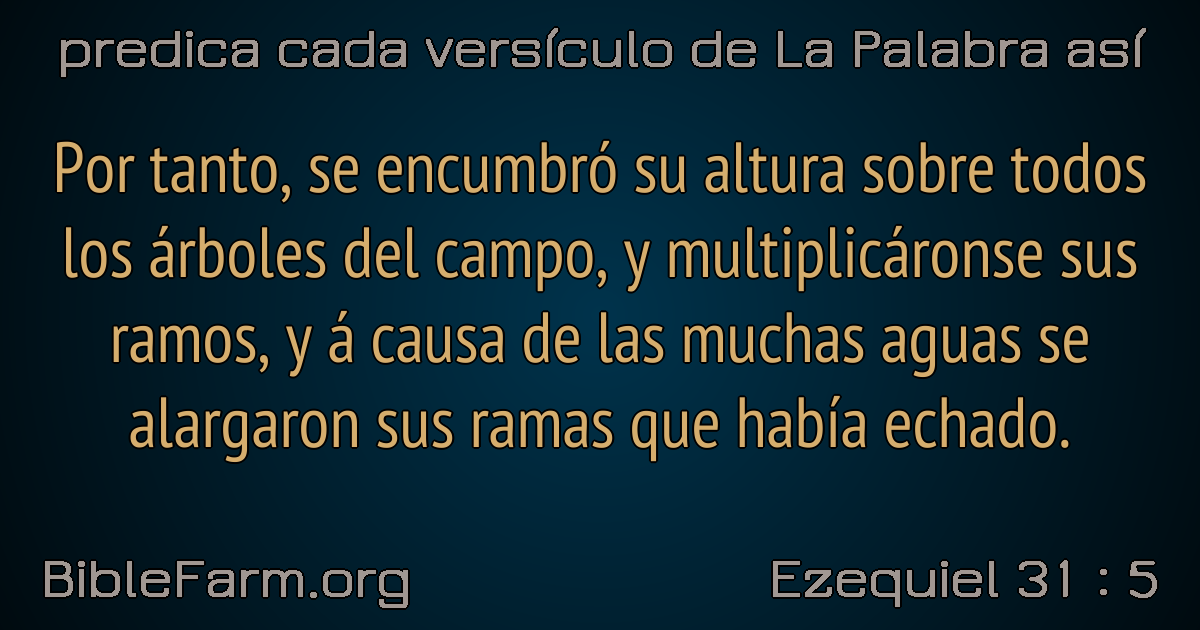 predica cada versículo de La Palabra así
Por tanto, se encumbró su altura sobre todos
los árboles del campo, y multiplicáronse sus
ramos, y á causa de las muchas aguas se
alargaron sus ramas que había echado.
BibleFarm.org
Ezequiel 31 : 5